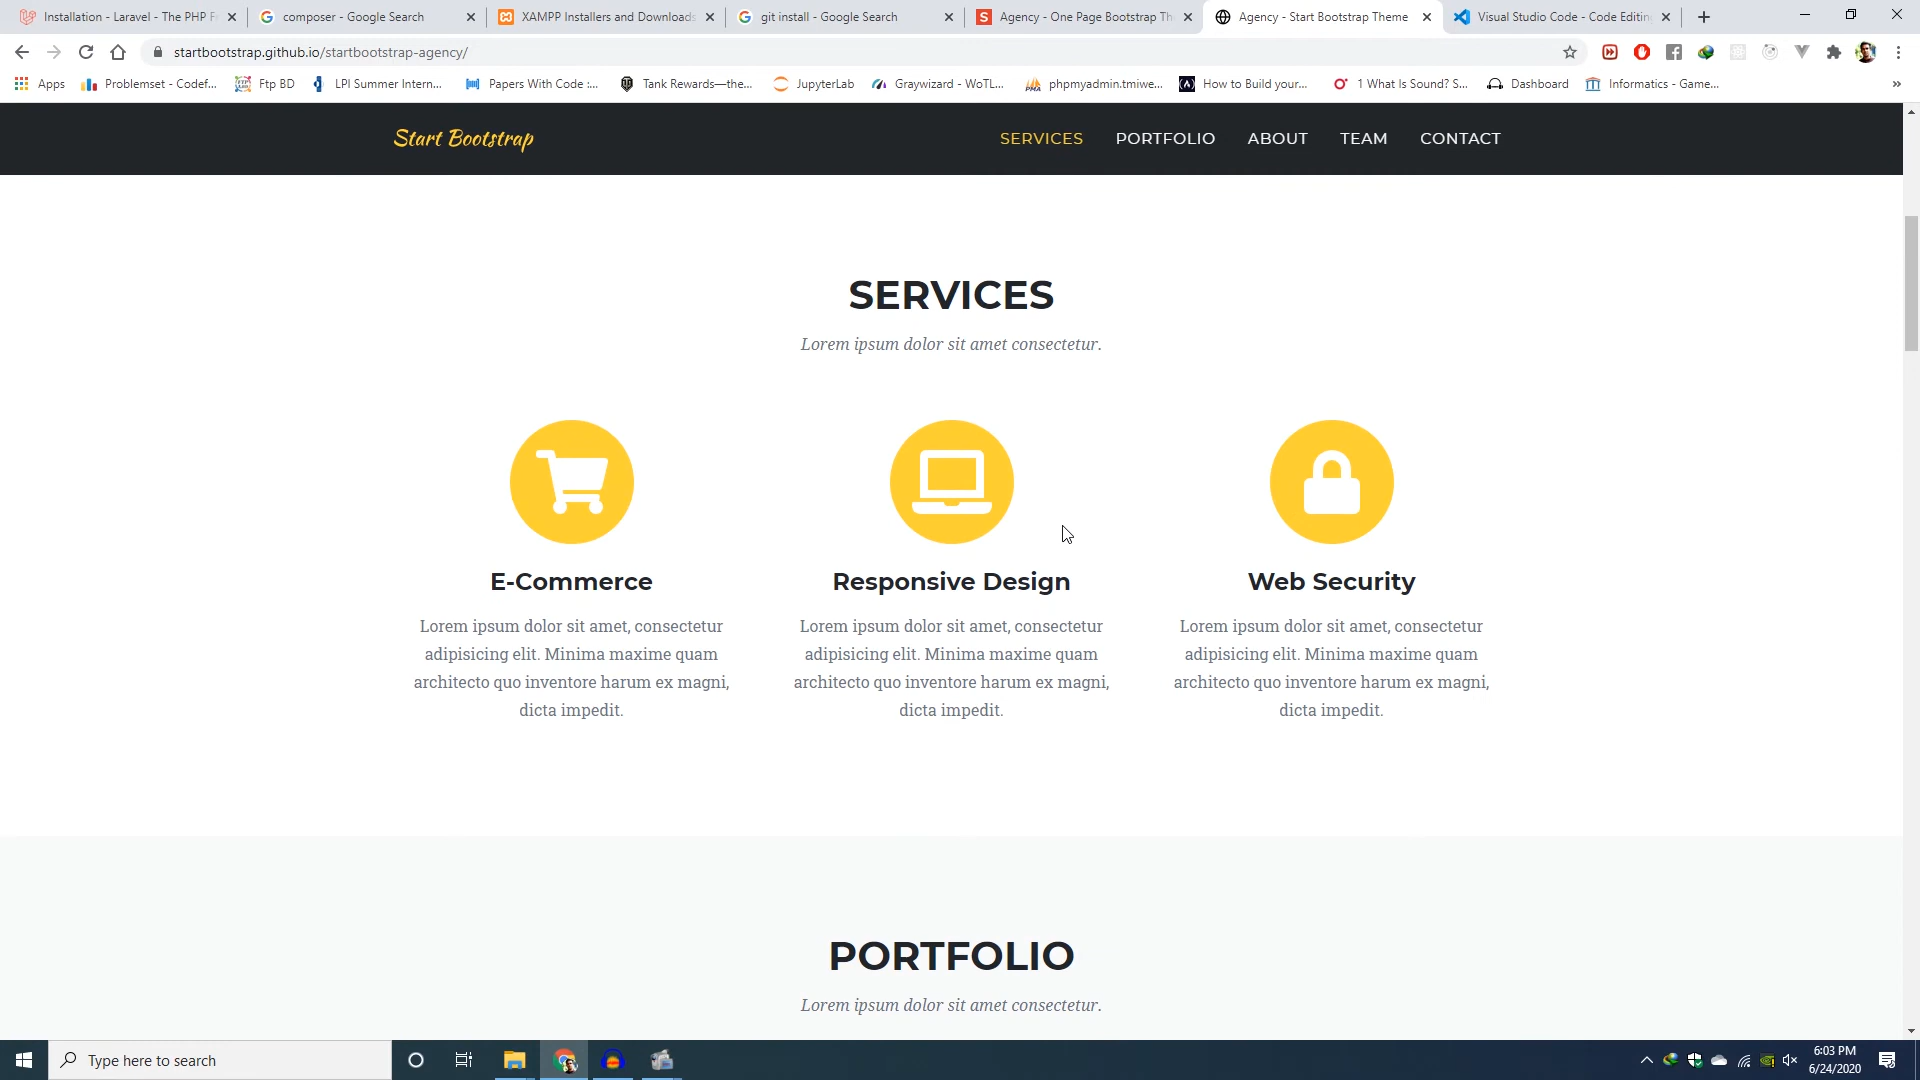 Installation - Laravel - The PHP Fr
composer - Google Search
XAMPP Installers and Downloads
git install - Google Search
Agency - One Page Bootstrap Th
Agency - Start Bootstrap Theme
Visual Studio Code - Code Editin
startbootstrap.github.io/startbootstrap-agency/
Apps
Problemset - Codef...
Ftp BD
LPI Summer Intern...
Papers With Code :...
Tank Rewards—the...
JupyterLab
Graywizard - WoTL...
phpmyadmin.tmiwe...
How to Build your...
1 What Is Sound? S...
Dashboard
Informatics - Game...
»
Start Bootstrap
SERVICES
PORTFOLIO
ABOUT
TEAM
CONTACT
SERVICES
Lorem ipsum dolor sit amet consectetur.
E-Commerce
Lorem ipsum dolor sit amet, consectetur
adipisicing elit. Minima maxime quam
architecto quo inventore harum ex magni,
dicta impedit.
Responsive Design
Lorem ipsum dolor sit amet, consectetur
adipisicing elit. Minima maxime quam
architecto quo inventore harum ex magni,
dicta impedit.
Web Security
Lorem ipsum dolor sit amet, consectetur
adipisicing elit. Minima maxime quam
architecto quo inventore harum ex magni,
dicta impedit.
PORTFOLIO
Lorem ipsum dolor sit amet consectetur.
Type here to search
6:03 PM
6/24/2020